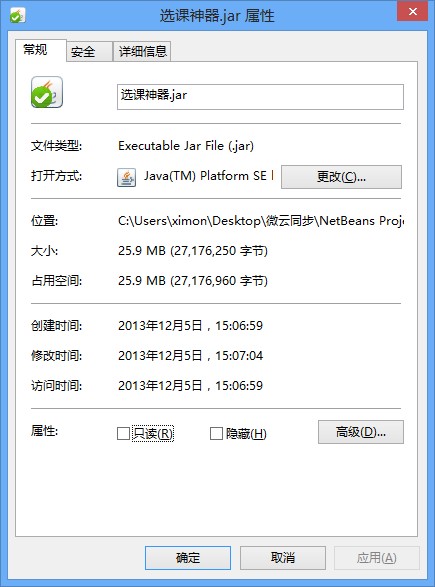 选课神器.jar 属性
常规 安全 详细信息
选课神器.jar
文件类型: Executable Jar File (.jar)
打开方式: Java(TM) Platform SE 更改(C)...
位置: C:\Users\ximon\Desktop\微云同步\NetBeans Proje
大小: 25.9 MB (27,176,250 字节)
占用空间: 25.9 MB (27,176,960 字节)
创建时间: 2013年12月5日，15:06:59
修改时间: 2013年12月5日，15:07:04
访问时间: 2013年12月5日，15:06:59
属性: 只读(R) 隐藏(H) 高级(D)...
确定 取消 应用(A)